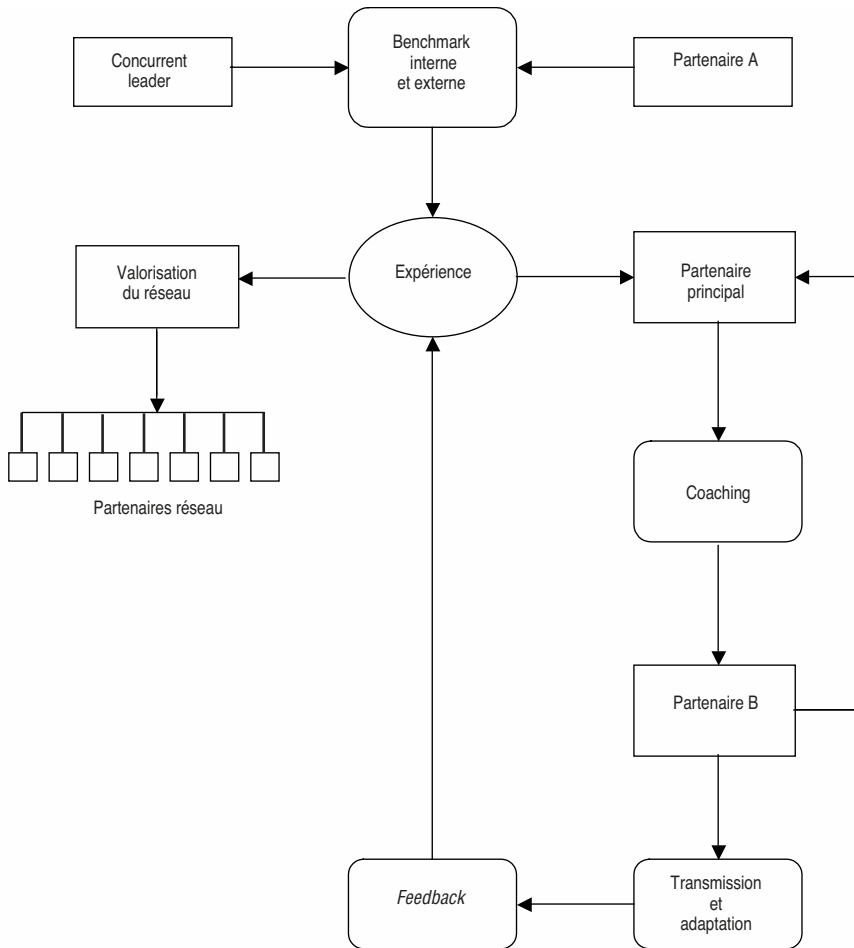 Concurrent
leader
Benchmark
interne
et externe
Partenaire A
Valorisation
du réseau
Expérience
Partenaire
principal
Partenaires réseau
Coaching
Partenaire B
Feedback
Transmission
et
adaptation